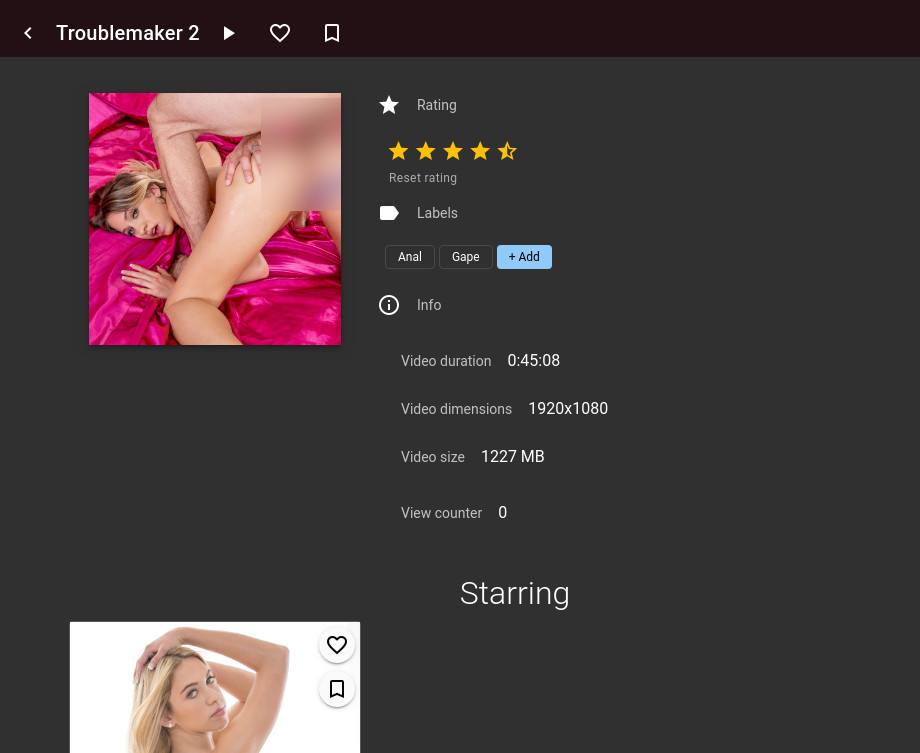 Troublemaker 2
Rating
Reset rating
Labels
Anal Gape + Add
Info
Video duration 0:45:08
Video dimensions 1920x1080
Video size 1227 MB
View counter 0
Starring